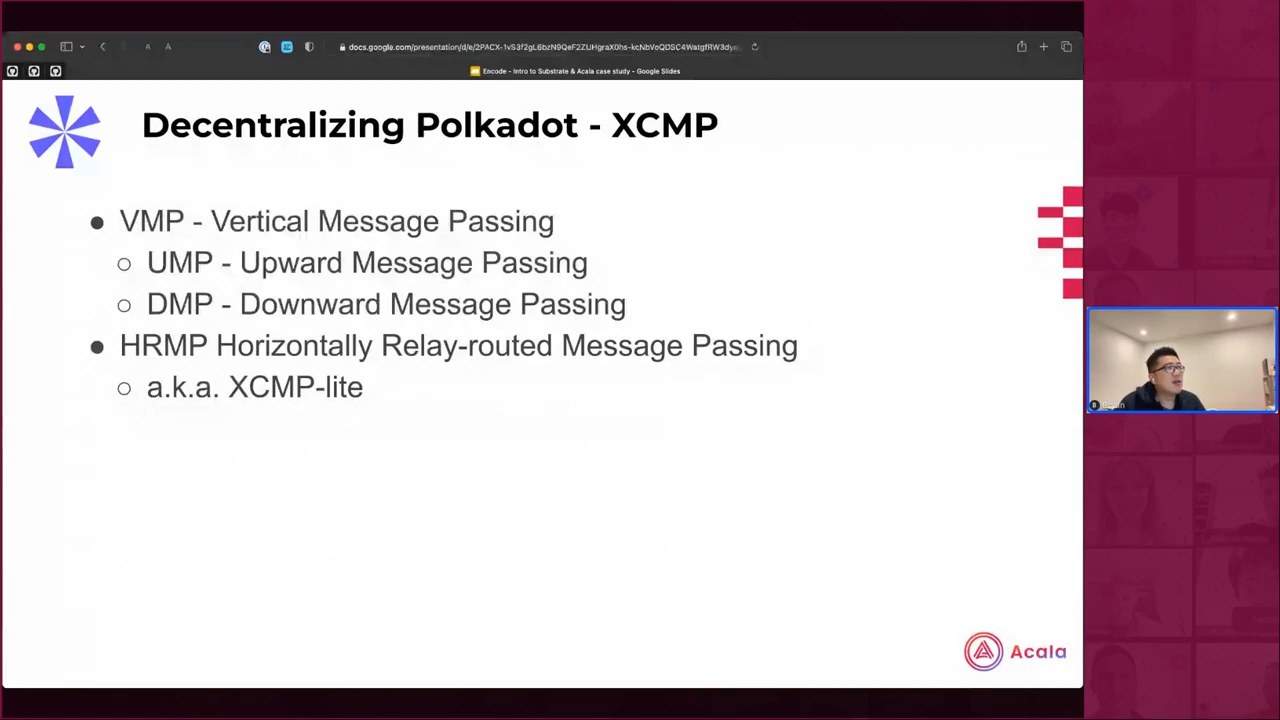 docs.google.com/presentation/d/e/2PACX-1vS3f2gL6bzN9QeF2ZIJHgraX0hs-kcNbVoQDSC4WatgfRW3dye
Encode - Intro to Substrate & Acala case study - Google Slides
Decentralizing Polkadot - XCMP
● VMP - Vertical Message Passing
○ UMP - Upward Message Passing
○ DMP - Downward Message Passing
● HRMP Horizontally Relay-routed Message Passing
○ a.k.a. XCMP-lite
Acala